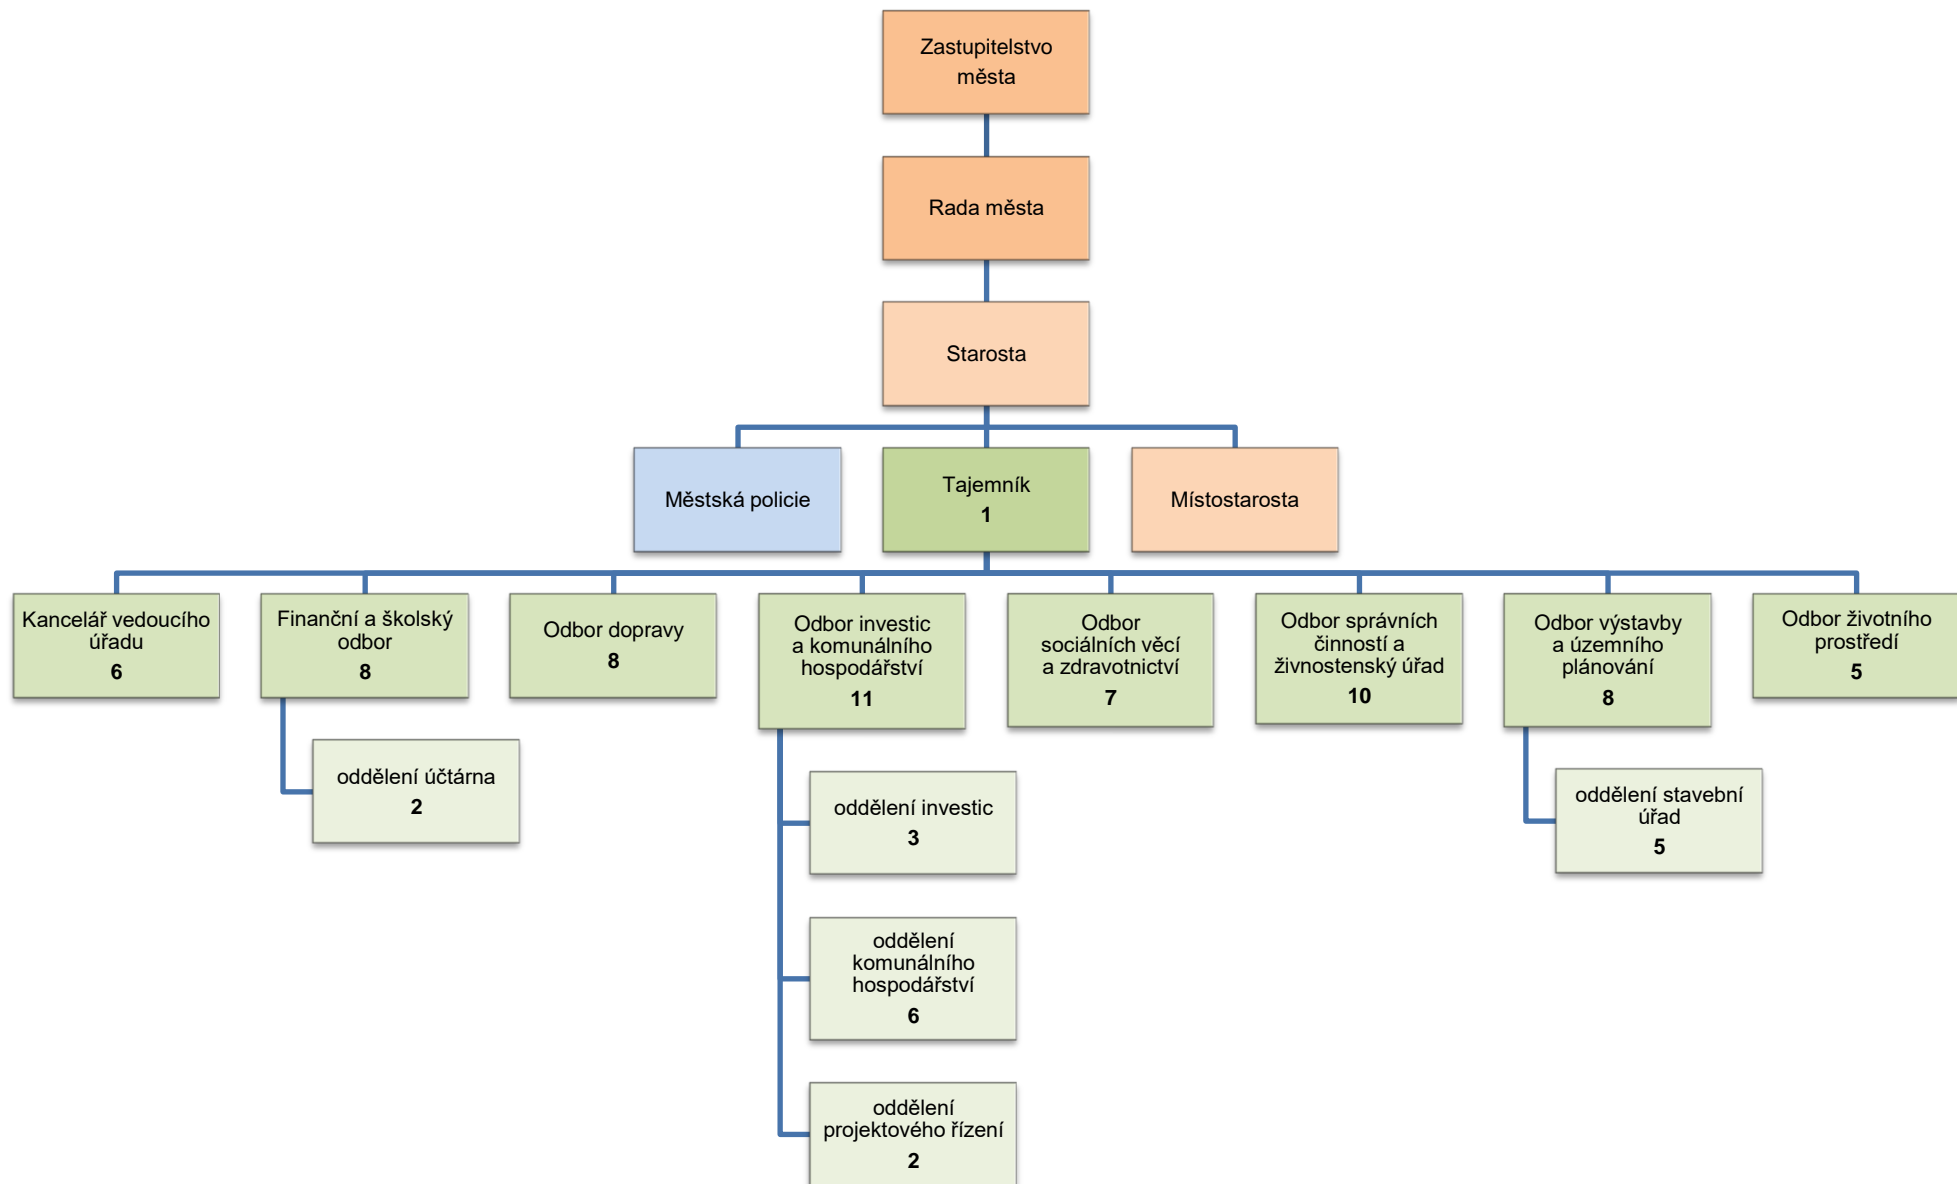 Zastupitelstvo
města
Rada města
Starosta
Městská policie
Tajemník
1
Místostarosta
Kancelář vedoucího
úřadu
6
Finanční a školský
odbor
8
Odbor dopravy
8
Odbor investic
a komunálního
hospodářství
11
Odbor
sociálních věcí
a zdravotnictví
7
Odbor správních
činností a
živnostenský úřad
10
Odbor výstavby
a územního
plánování
8
Odbor životního
prostředí
5
oddělení účtárna
2
oddělení investic
3
oddělení
komunálního
hospodářství
6
oddělení
projektového řízení
2
oddělení stavební
úřad
5